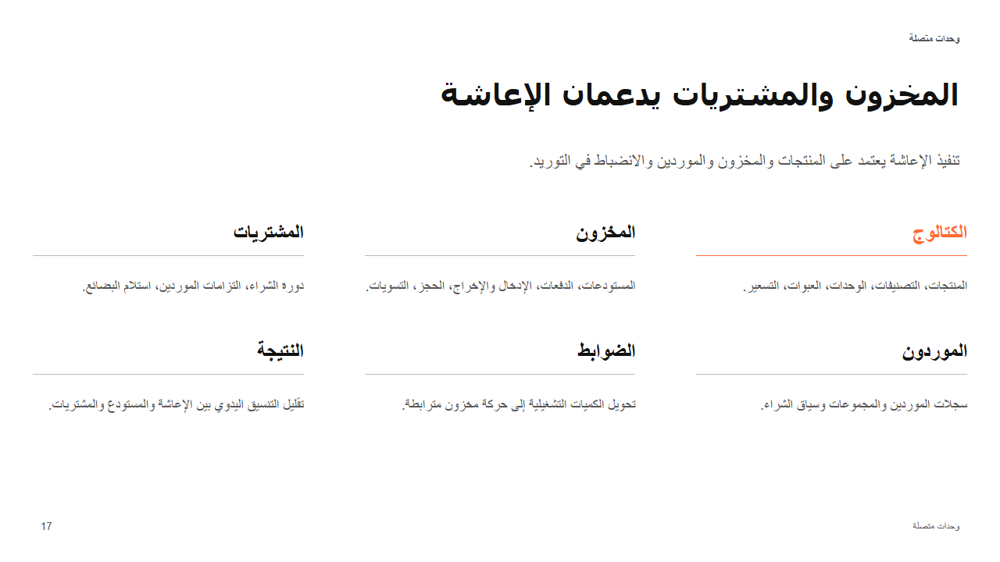 وحدات متصلة
المخزون والمشتريات يدعمان الإعاشة
تنفيذ الإعاشة يعتمد على المنتجات والمخزون والموردين والانضباط في التوريد.
الكتالوج
المنتجات، التصنيفات، الوحدات، العبوات، التسعير.
المخزون
المستودعات، الدفعات، الإدخال والإخراج، الحجز، التسويات.
المشتريات
دورة الشراء، التزامات الموردين، استلام البضائع.
الموردون
سجلات الموردين والمجموعات وسياق الشراء.
الضوابط
تحويل الكميات التشغيلية إلى حركة مخزون مترابطة.
النتيجة
تقليل التنسيق اليدوي بين الإعاشة والمستودع والمشتريات.
وحدات متصلة
17